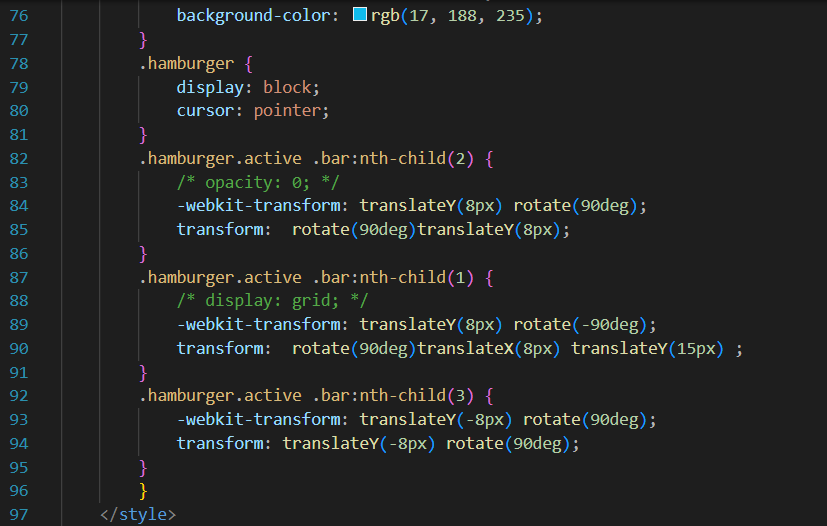 76 background-color: rgb(17, 188, 235);
77 }
78 .hamburger {
79 display: block;
80 cursor: pointer;
81 }
82 .hamburger.active .bar:nth-child(2) {
83 /* opacity: 0; */
84 -webkit-transform: translateY(8px) rotate(90deg);
85 transform:  rotate(90deg)translateY(8px);
86 }
87 .hamburger.active .bar:nth-child(1) {
88 /* display: grid; */
89 -webkit-transform: translateY(8px) rotate(-90deg);
90 transform:  rotate(90deg)translateX(8px) translateY(15px) ;
91 }
92 .hamburger.active .bar:nth-child(3) {
93 -webkit-transform: translateY(-8px) rotate(90deg);
94 transform: translateY(-8px) rotate(90deg);
95 }
96 }
97 </style>